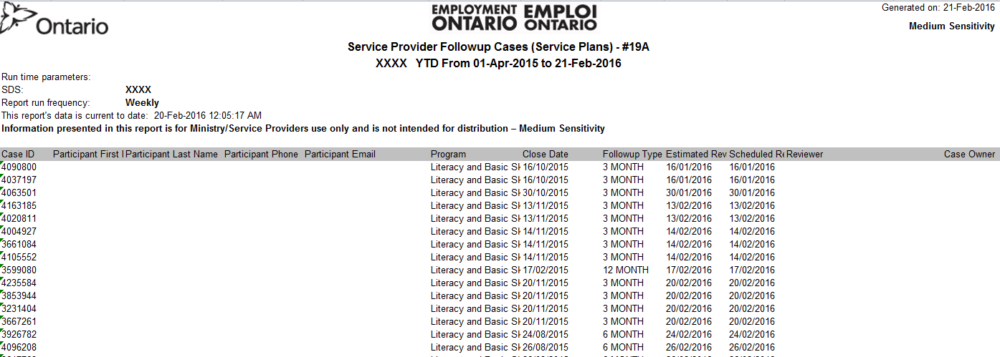 Ontario
EMPLOYMENT ONTARIO
EMPLOI ONTARIO
Generated on: 21-Feb-2016
Medium Sensitivity
Service Provider Followup Cases (Service Plans) - #19A
XXXX YTD From 01-Apr-2015 to 21-Feb-2016
Run time parameters:
SDS: XXXX
Report run frequency: Weekly
This report's data is current to date: 20-Feb-2016 12:05:17 AM
Information presented in this report is for Ministry/Service Providers use only and is not intended for distribution – Medium Sensitivity
Case ID Participant First Participant Last Name Participant Phone Participant Email Program Close Date Followup Type Estimated Rev Scheduled Re Reviewer Case Owner
4090800 Literacy and Basic Sk 16/10/2015 3 MONTH 16/01/2016 16/01/2016
4037197 Literacy and Basic Sk 16/10/2015 3 MONTH 16/01/2016 16/01/2016
4063501 Literacy and Basic Sk 30/10/2015 3 MONTH 30/01/2016 30/01/2016
4163185 Literacy and Basic Sk 13/11/2015 3 MONTH 13/02/2016 13/02/2016
4020811 Literacy and Basic Sk 13/11/2015 3 MONTH 13/02/2016 13/02/2016
4004927 Literacy and Basic Sk 14/11/2015 3 MONTH 14/02/2016 14/02/2016
3661084 Literacy and Basic Sk 14/11/2015 3 MONTH 14/02/2016 14/02/2016
4105552 Literacy and Basic Sk 14/11/2015 3 MONTH 14/02/2016 14/02/2016
3599080 Literacy and Basic Sk 17/02/2015 12 MONTH 17/02/2016 17/02/2016
4235584 Literacy and Basic Sk 20/11/2015 3 MONTH 20/02/2016 20/02/2016
3853944 Literacy and Basic Sk 20/11/2015 3 MONTH 20/02/2016 20/02/2016
3231404 Literacy and Basic Sk 20/11/2015 3 MONTH 20/02/2016 20/02/2016
3667261 Literacy and Basic Sk 20/11/2015 3 MONTH 20/02/2016 20/02/2016
3926782 Literacy and Basic Sk 24/08/2015 6 MONTH 24/02/2016 24/02/2016
4096208 Literacy and Basic Sk 26/08/2015 6 MONTH 26/02/2016 26/02/2016